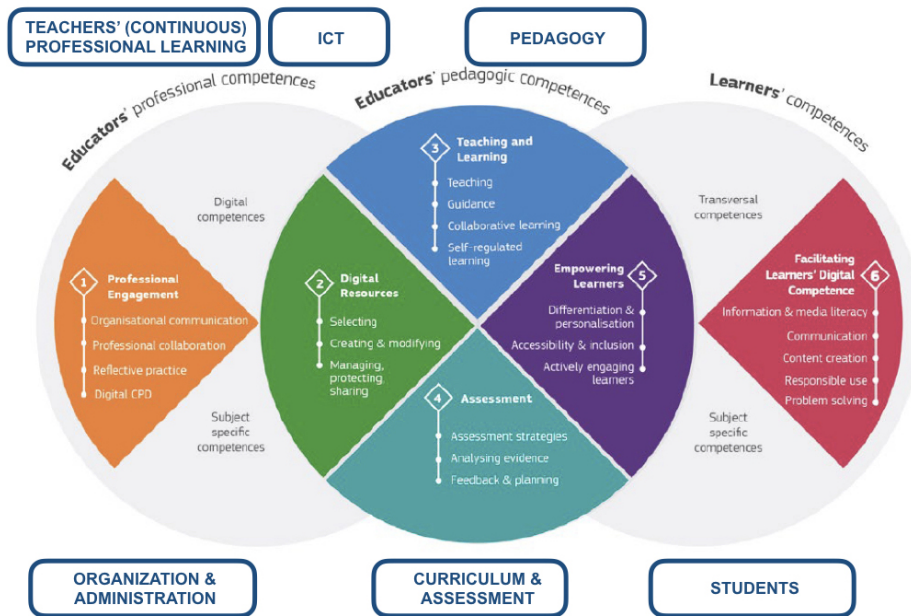 TEACHERS' (CONTINUOUS)
PROFESSIONAL LEARNING
ICT
PEDAGOGY
Educators' professional competences
Educators' pedagogic competences
Learners' competences
Digital
competences
Transversal
competences
1
Professional
Engagement
Organisational communication
Professional collaboration
Reflective practice
Digital CPD
2
Digital
Resources
Selecting
Creating & modifying
Managing,
protecting,
sharing
3
Teaching and
Learning
Teaching
Guidance
Collaborative learning
Self-regulated
learning
4
Assessment
Assessment strategies
Analysing evidence
Feedback & planning
5
Empowering
Learners
Differentiation &
personalisation
Accessibility & inclusion
Actively engaging
learners
6
Facilitating
Learners' Digital
Competence
Information & media literacy
Communication
Content creation
Responsible use
Problem solving
Subject
specific
competences
Subject
specific
competences
ORGANIZATION &
ADMINISTRATION
CURRICULUM &
ASSESSMENT
STUDENTS